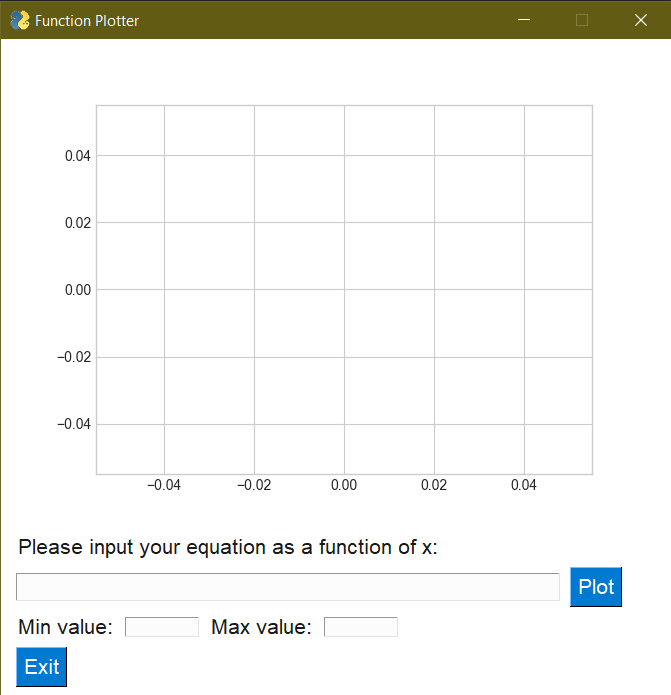 Function Plotter
0.04
0.02
0.00
−0.02
−0.04
−0.04 −0.02 0.00 0.02 0.04
Please input your equation as a function of x:
Plot
Min value: Max value:
Exit